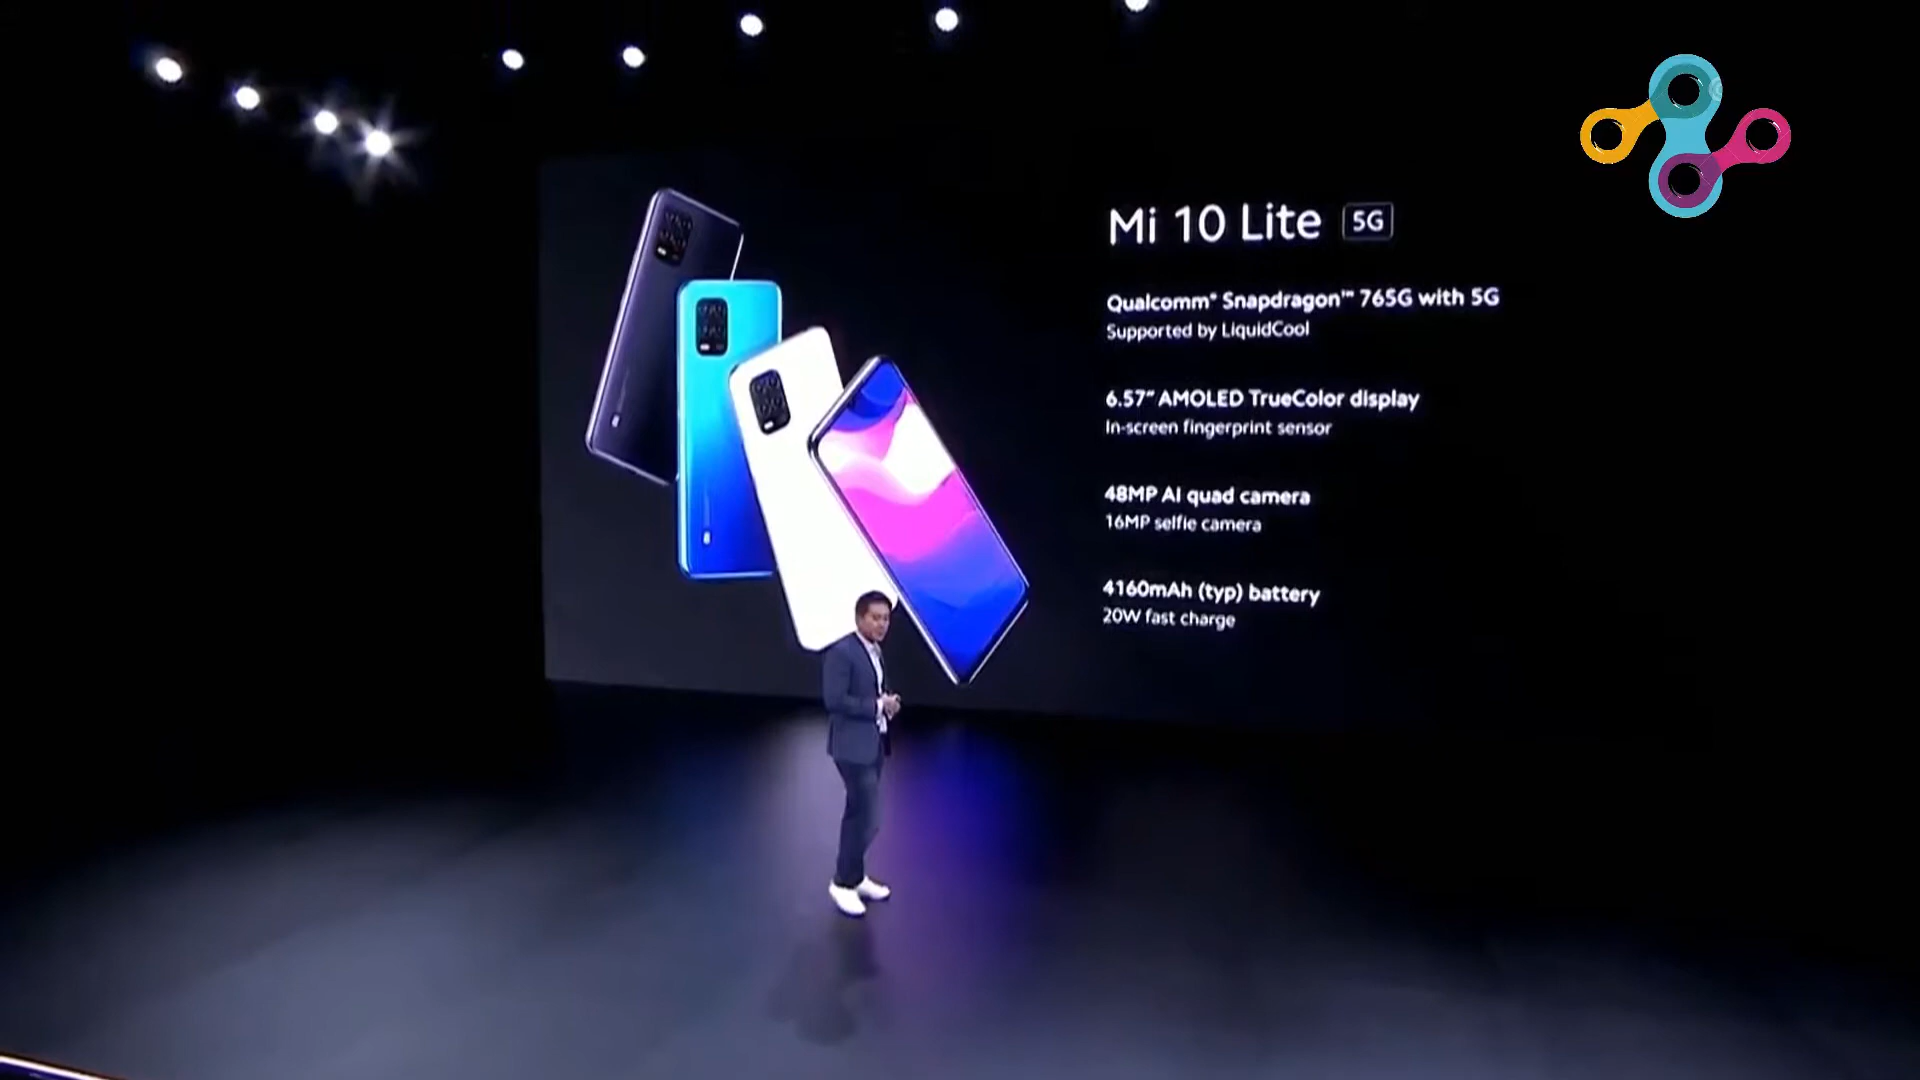 Mi 10 Lite 5G
Qualcomm® Snapdragon™ 765G with 5G
Supported by LiquidCool
6.57″ AMOLED TrueColor display
In-screen fingerprint sensor
48MP AI quad camera
16MP selfie camera
4160mAh (typ) battery
20W fast charge